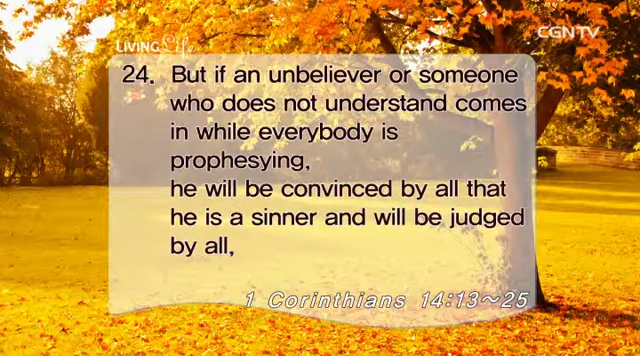 LIVING Life
CGNTV
24. But if an unbeliever or someone
who does not understand comes
in while everybody is
prophesying,
he will be convinced by all that
he is a sinner and will be judged
by all,
1 Corinthians 14:13~25